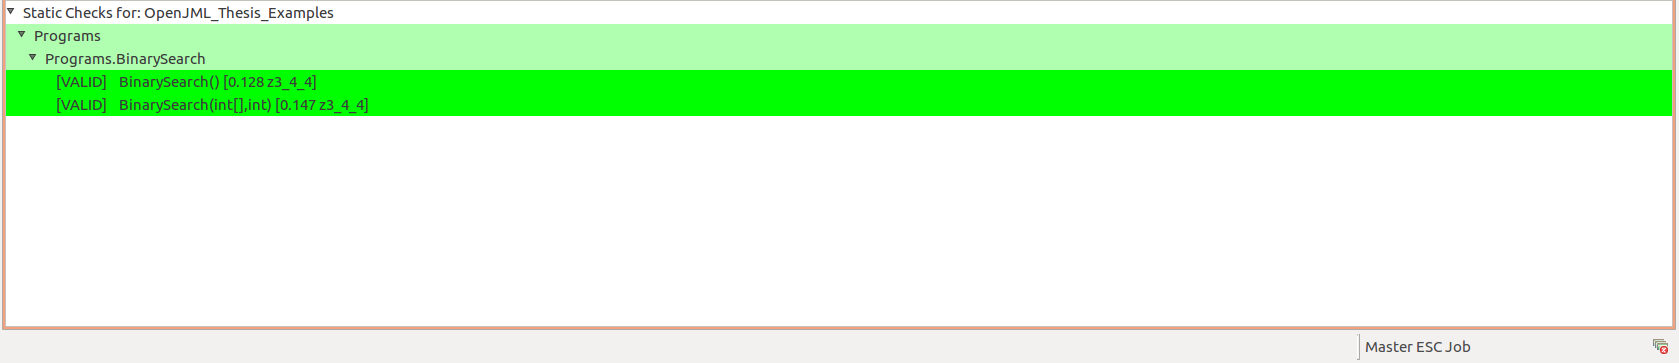 Static Checks for: OpenJML_Thesis_Examples
Programs
Programs.BinarySearch
[VALID] BinarySearch() [0.128 z3_4_4]
[VALID] BinarySearch(int[],int) [0.147 z3_4_4]
Master ESC Job